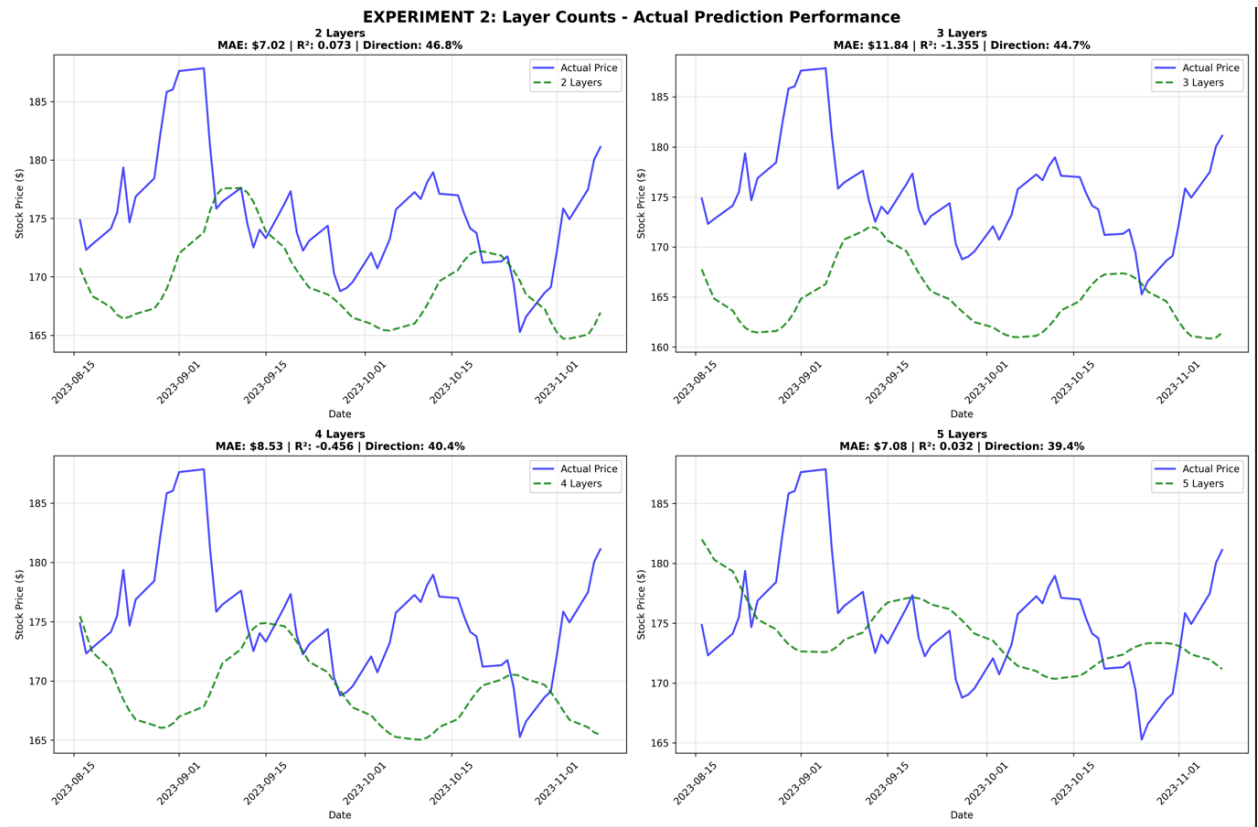 EXPERIMENT 2: Layer Counts - Actual Prediction Performance
2 Layers
MAE: $7.02 | R²: 0.073 | Direction: 46.8%
Actual Price
2 Layers
Stock Price ($)
185
180
175
170
165
2023-08-15
2023-09-01
2023-09-15
2023-10-01
2023-10-15
2023-11-01
Date
3 Layers
MAE: $11.84 | R²: -1.355 | Direction: 44.7%
Actual Price
3 Layers
Stock Price ($)
185
180
175
170
165
160
2023-08-15
2023-09-01
2023-09-15
2023-10-01
2023-10-15
2023-11-01
Date
4 Layers
MAE: $8.53 | R²: -0.456 | Direction: 40.4%
Actual Price
4 Layers
Stock Price ($)
185
180
175
170
165
2023-08-15
2023-09-01
2023-09-15
2023-10-01
2023-10-15
2023-11-01
Date
5 Layers
MAE: $7.08 | R²: 0.032 | Direction: 39.4%
Actual Price
5 Layers
Stock Price ($)
185
180
175
170
165
2023-08-15
2023-09-01
2023-09-15
2023-10-01
2023-10-15
2023-11-01
Date